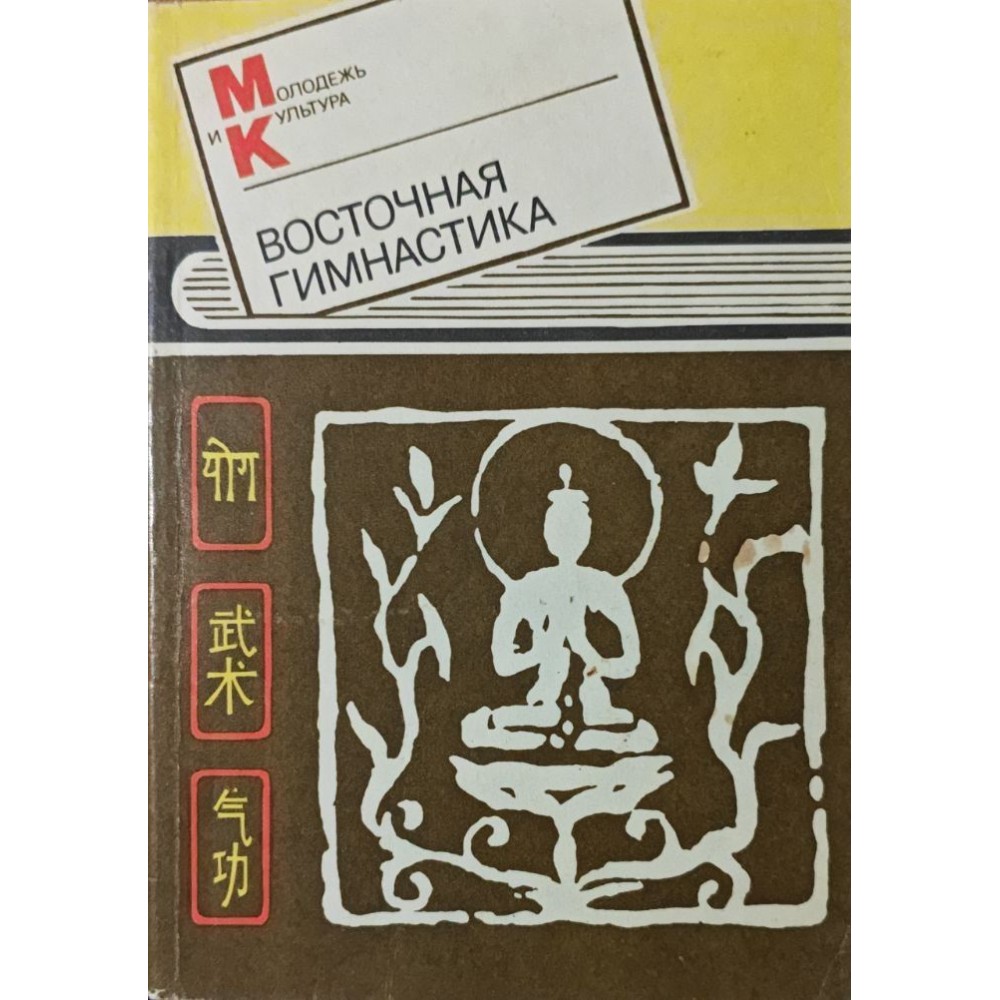 Молодежь
и Культура
ВОСТОЧНАЯ
ГИМНАСТИКА
योग
武术
气功